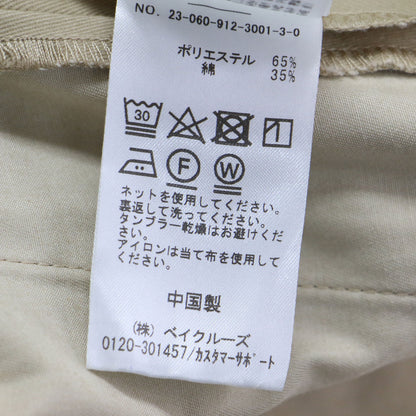 NO. 23-060-912-3001-3-0
ポリエステル 65%
綿 35%
30
F W
ネットを使用してください。
裏返して洗ってください。
タンブラー乾燥はお避けくだ
さい。
アイロンは当て布を使用して
ください。
中国製
(株) ベイクルーズ
0120-301457/カスタマーサポート